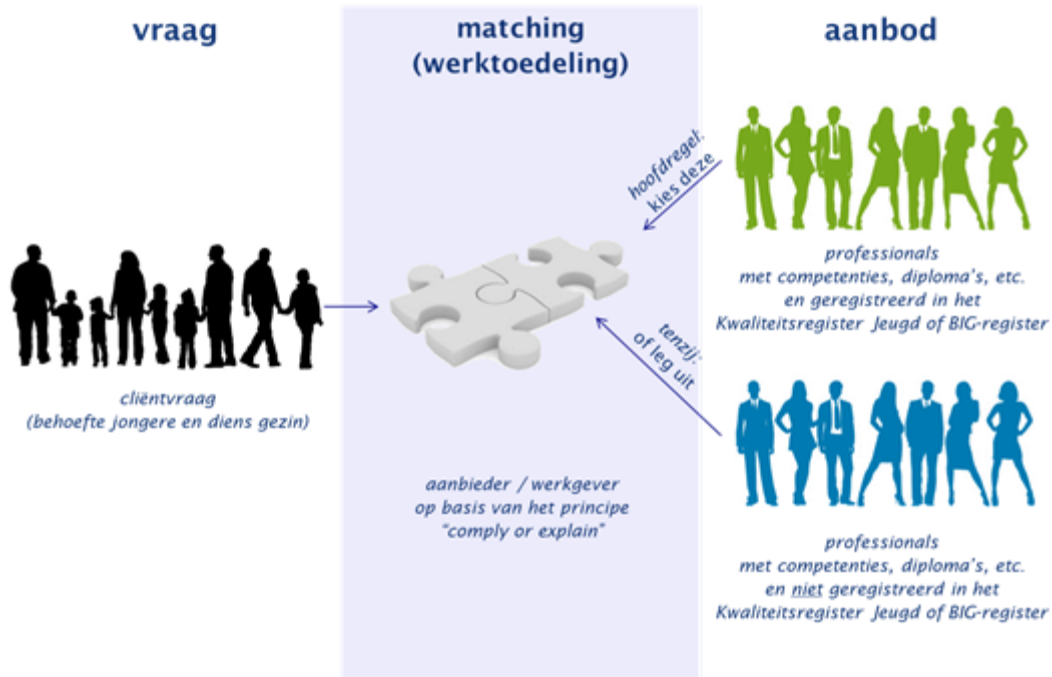 vraag
cliëntvraag
(behoefte jongere en diens gezin)
matching
(werktoedeling)
hoofdregel:
kies deze
tenzij:
of leg uit
aanbieder / werkgever
op basis van het principe
"comply or explain"
aanbod
professionals
met competenties, diploma's, etc.
en geregistreerd in het
Kwaliteitsregister Jeugd of BIG-register
professionals
met competenties, diploma's, etc.
en niet geregistreerd in het
Kwaliteitsregister Jeugd of BIG-register